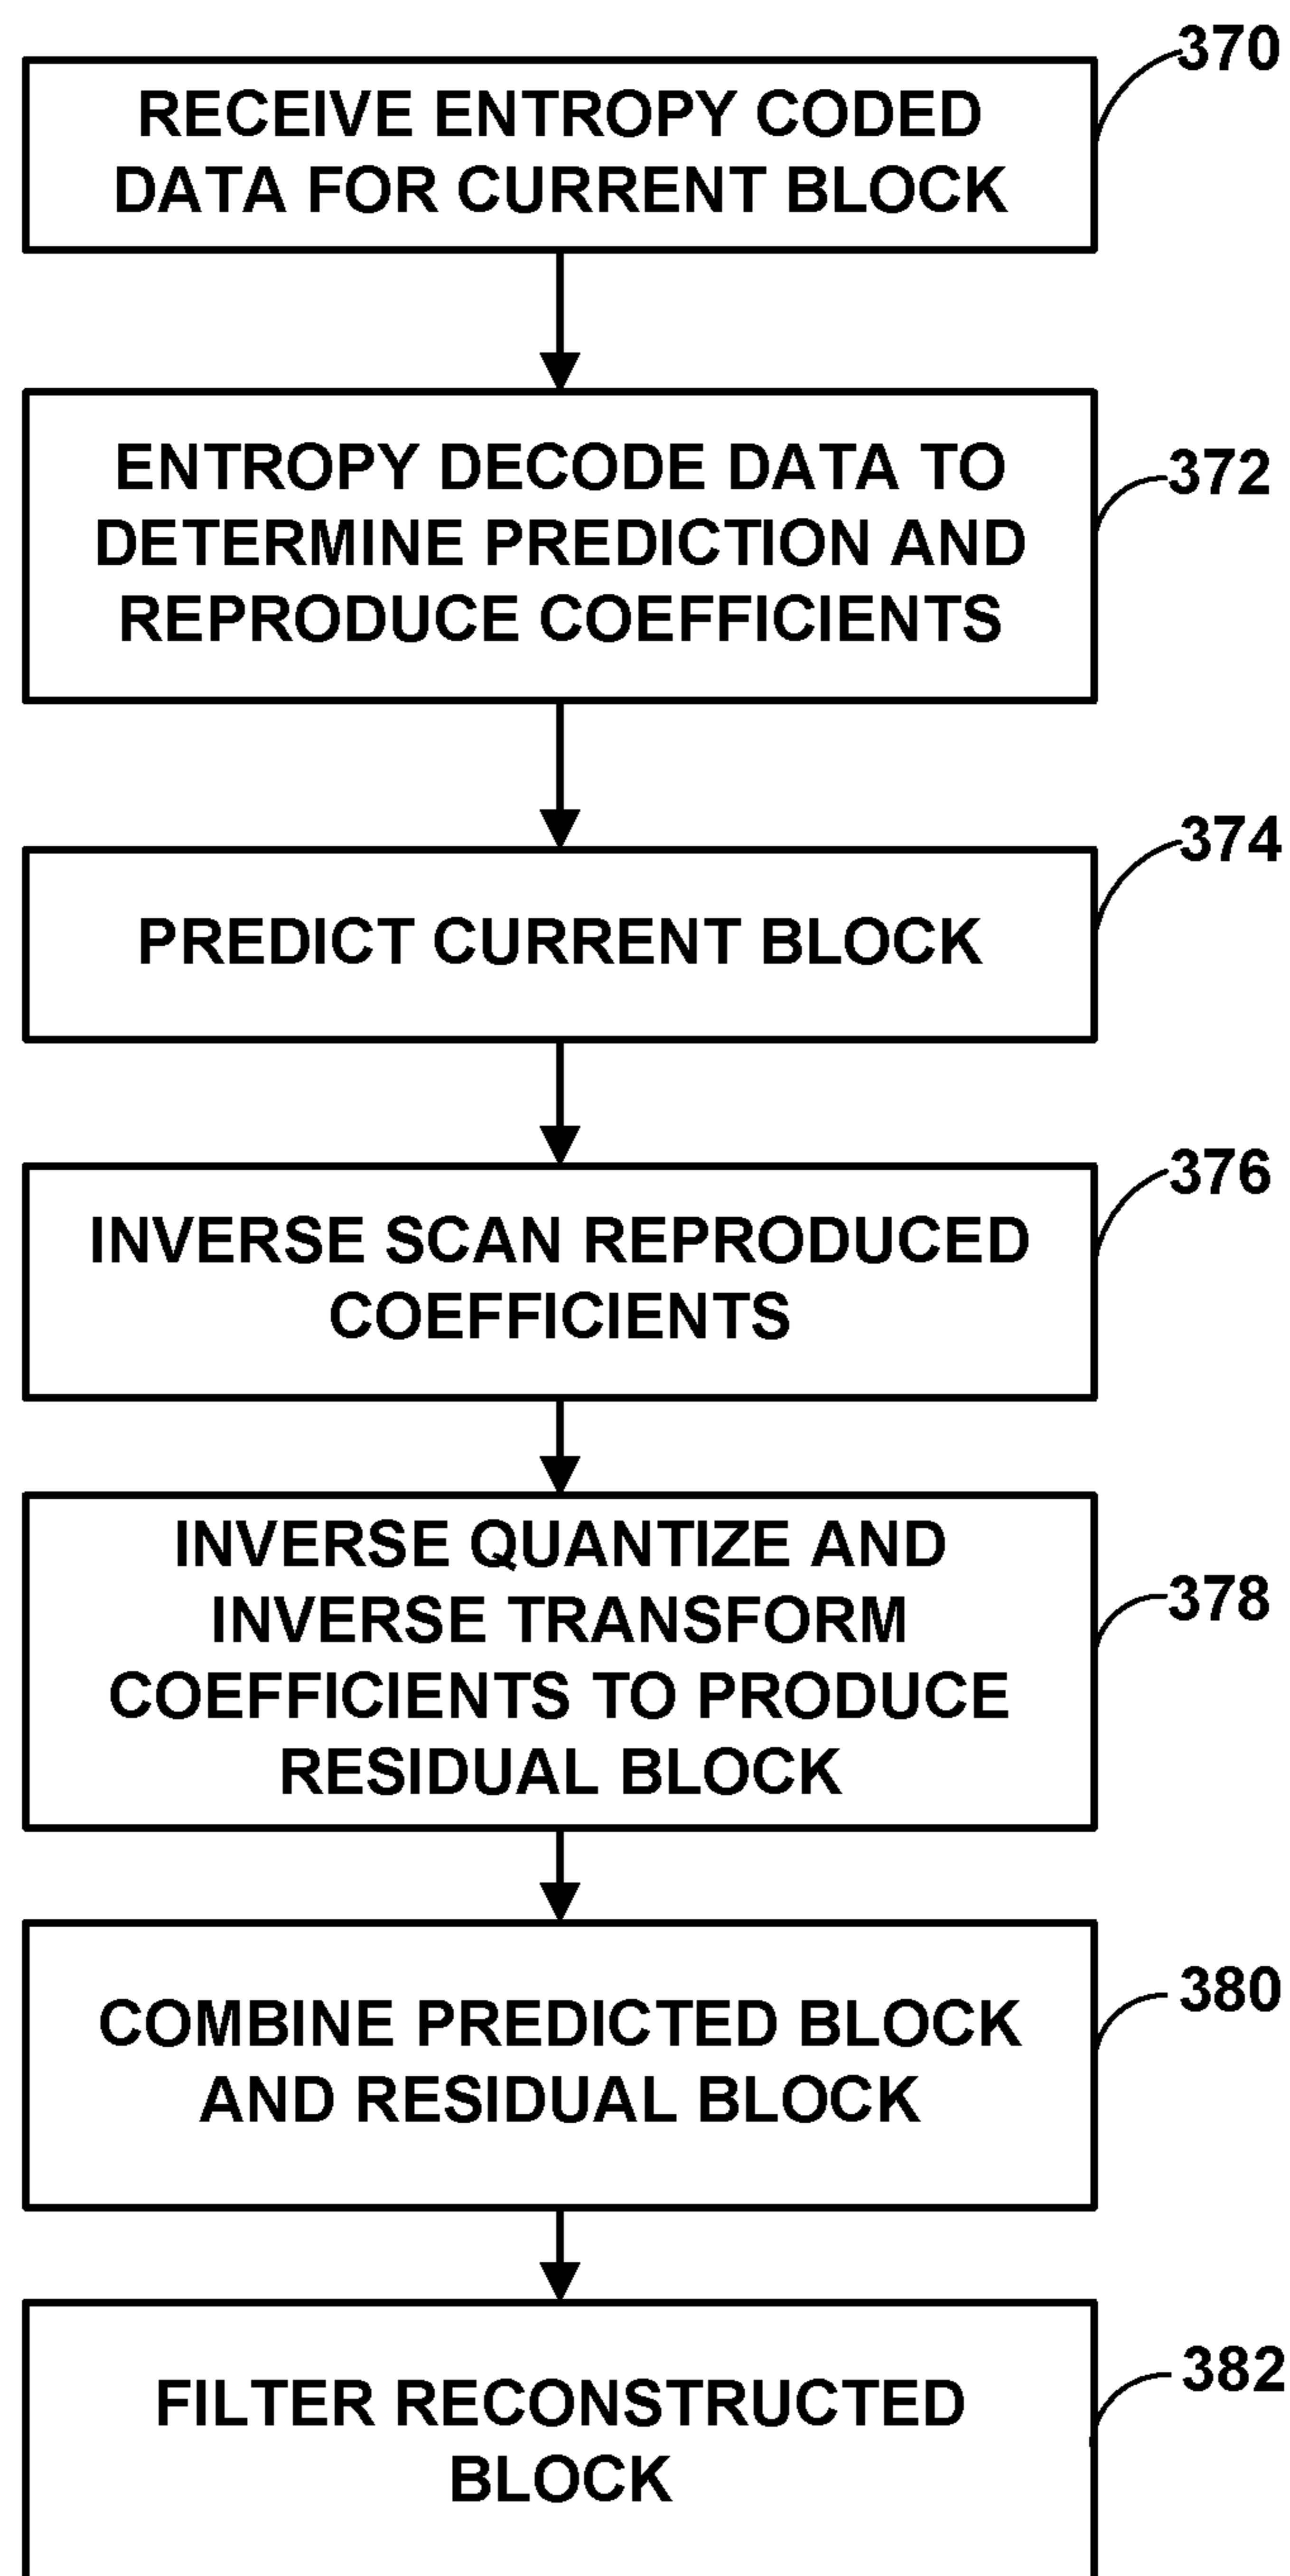 370
RECEIVE ENTROPY CODED
DATA FOR CURRENT BLOCK
372
ENTROPY DECODE DATA TO
DETERMINE PREDICTION AND
REPRODUCE COEFFICIENTS
374
PREDICT CURRENT BLOCK
376
INVERSE SCAN REPRODUCED
COEFFICIENTS
378
INVERSE QUANTIZE AND
INVERSE TRANSFORM
COEFFICIENTS TO PRODUCE
RESIDUAL BLOCK
380
COMBINE PREDICTED BLOCK
AND RESIDUAL BLOCK
382
FILTER RECONSTRUCTED
BLOCK